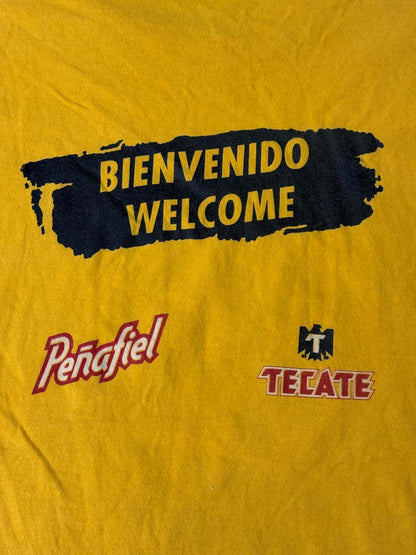 BIENVENIDO
WELCOME
Peñafiel
T
TECATE